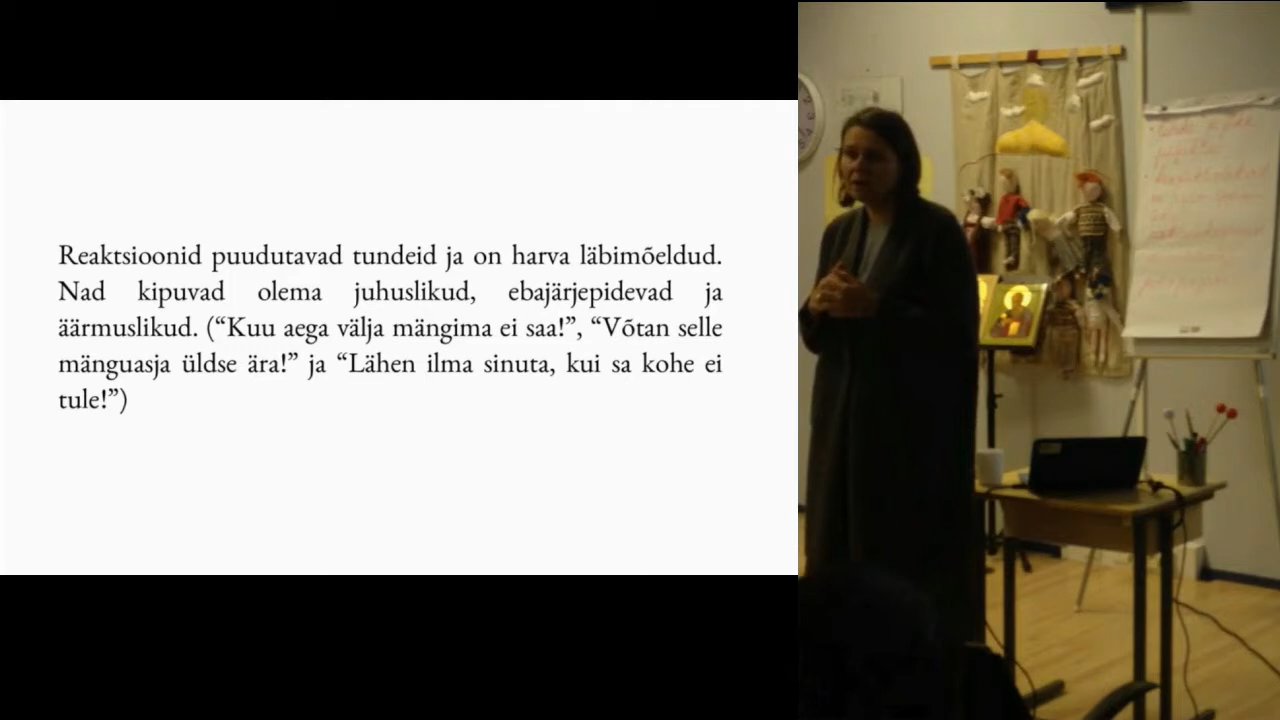 Reaktsioonid puudutavad tundeid ja on harva läbimõeldud.
Nad kipuvad olema juhuslikud, ebajärjepidevad ja
äärmuslikud. (“Kuu aega välja mängima ei saa!”, “Võtan selle
mänguasja üldse ära!” ja “Lähen ilma sinuta, kui sa kohe ei
tule!”)